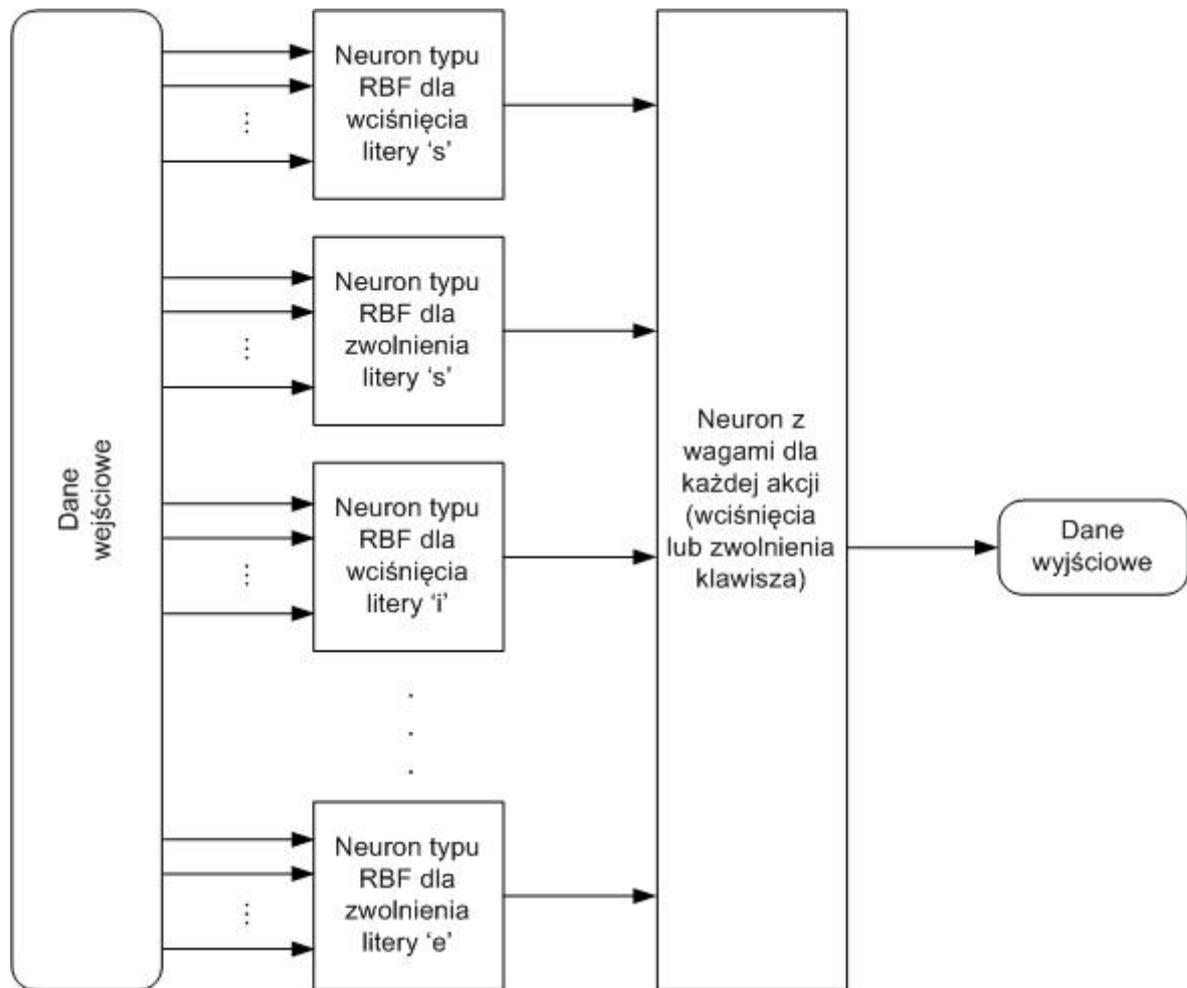 Dane
wejściowe
Neuron typu
RBF dla
wciśnięcia
litery ‘s’
Neuron typu
RBF dla
zwolnienia
litery ‘s’
Neuron typu
RBF dla
wciśnięcia
litery ‘i’
Neuron typu
RBF dla
zwolnienia
litery ‘e’
Neuron z
wagami dla
każdej akcji
(wciśnięcia
lub zwolnienia
klawisza)
Dane
wyjściowe